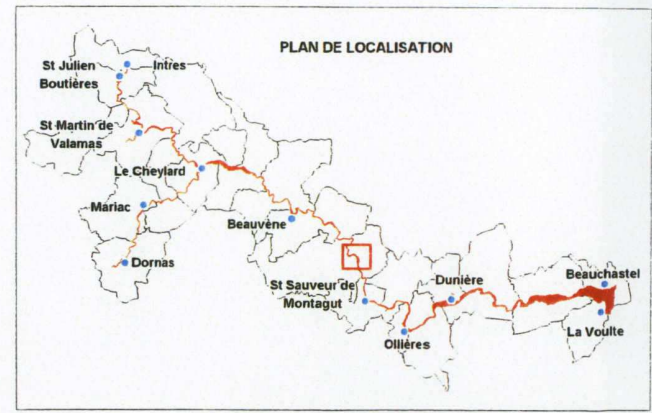 PLAN DE LOCALISATION
St Julien
Boutières
Intres
St Martin de
Valamas
Le Cheylard
Mariac
Beauvène
Dornas
St Sauveur de
Montagut
Dunière
Beauchastel
Ollières
La Voulte